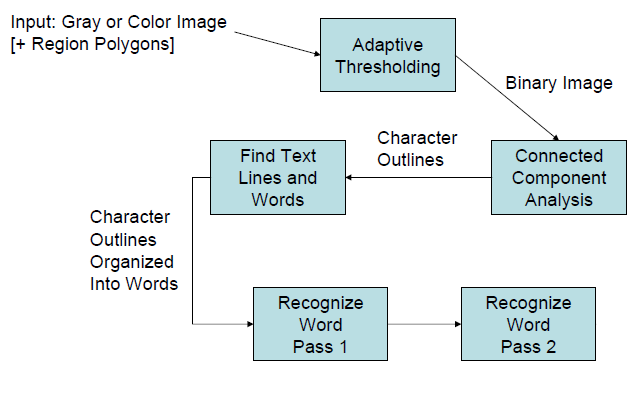 Input: Gray or Color Image
[+ Region Polygons]
Adaptive
Thresholding
Binary Image
Connected
Component
Analysis
Character
Outlines
Find Text
Lines and
Words
Character
Outlines
Organized
Into Words
Recognize
Word
Pass 1
Recognize
Word
Pass 2